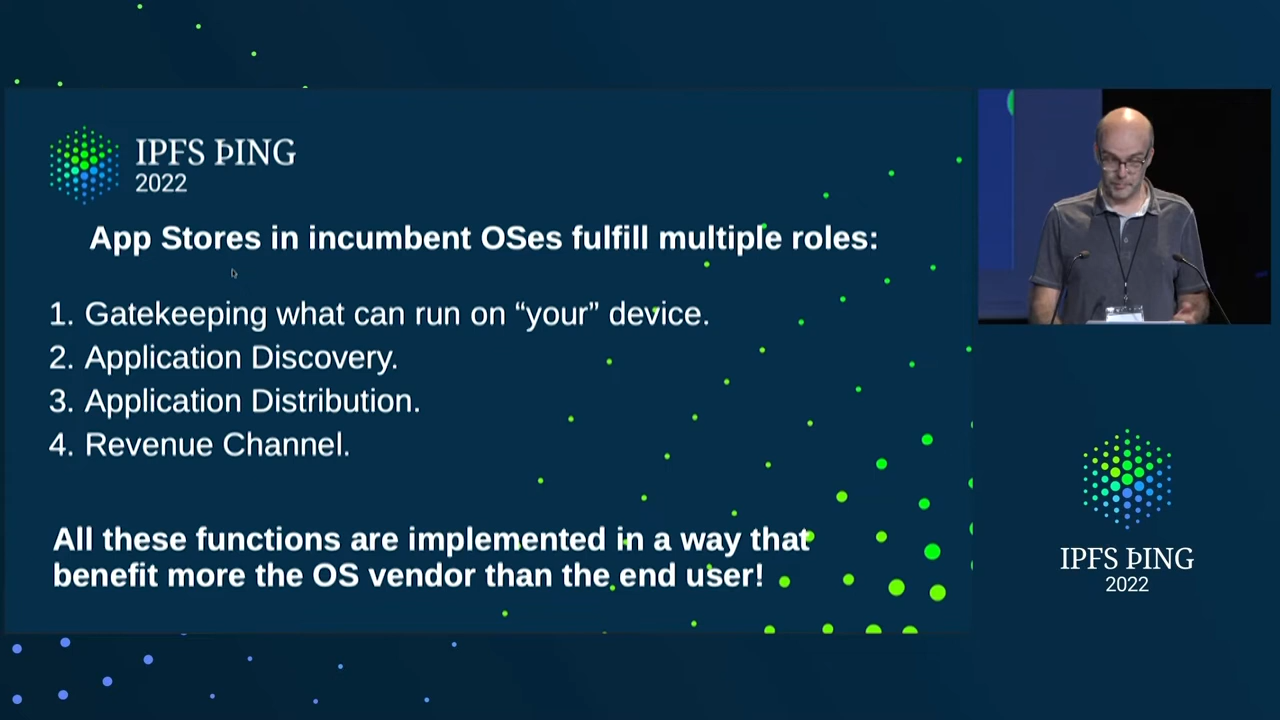 IPFS ÞING
2022
App Stores in incumbent OSes fulfill multiple roles:
1. Gatekeeping what can run on “your” device.
2. Application Discovery.
3. Application Distribution.
4. Revenue Channel.
All these functions are implemented in a way that
benefit more the OS vendor than the end user!
IPFS ÞING
2022